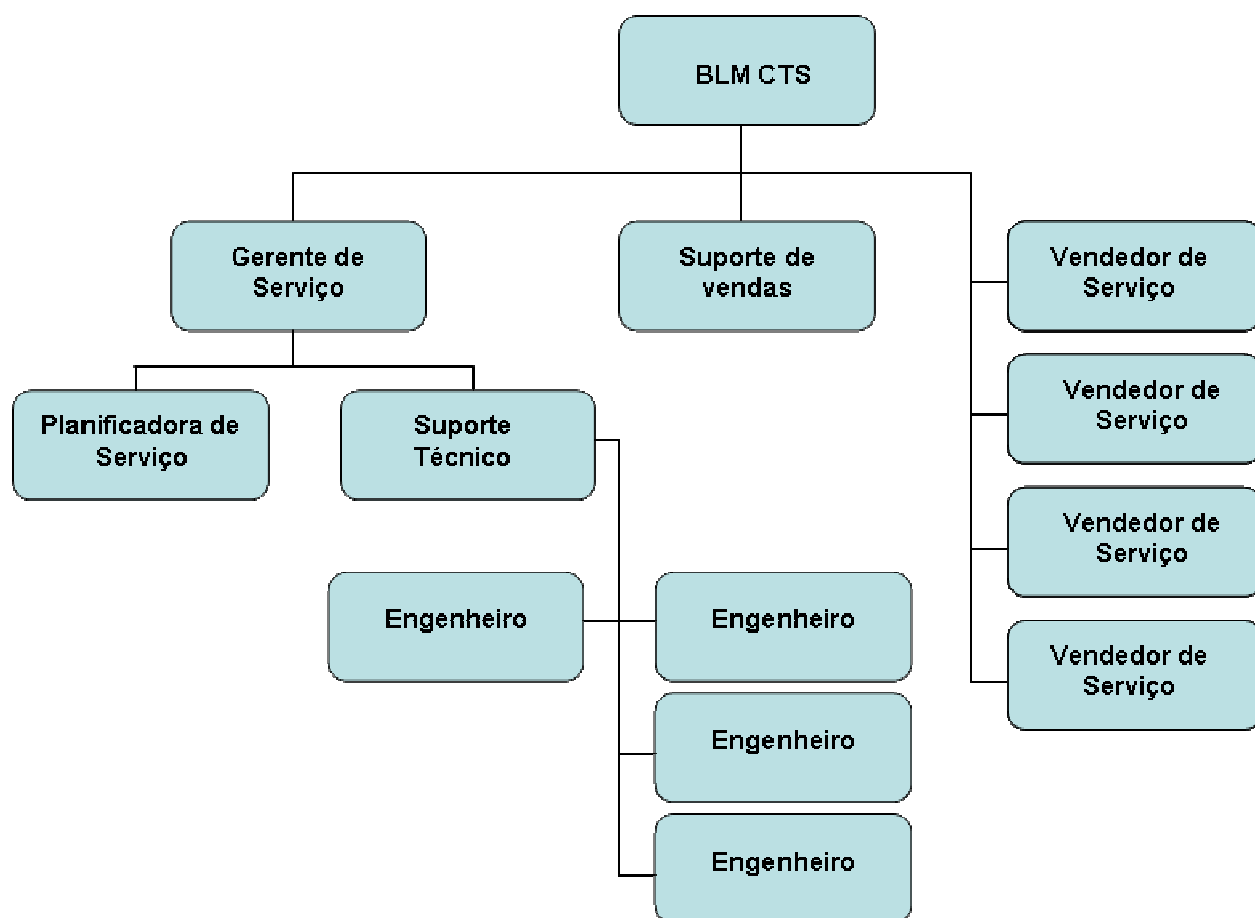 BLM CTS
Gerente de
Serviço
Suporte de
vendas
Vendedor de
Serviço
Planificadora de
Serviço
Suporte
Técnico
Vendedor de
Serviço
Vendedor de
Serviço
Engenheiro
Engenheiro
Vendedor de
Serviço
Engenheiro
Engenheiro